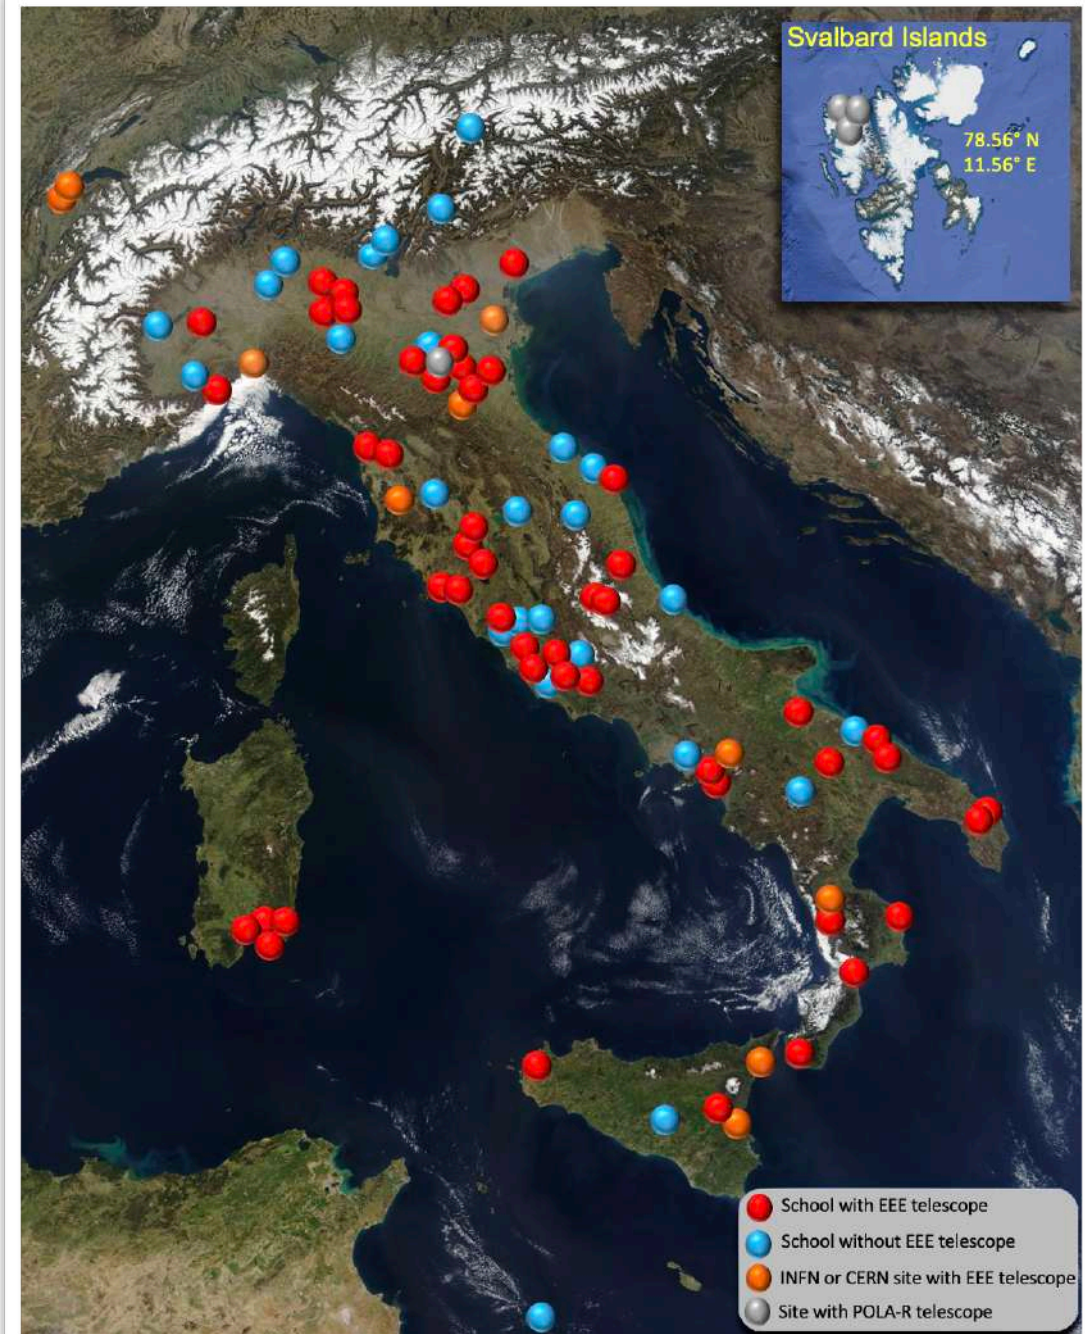 Svalbard Islands
78.56° N
11.56° E
School with EEE telescope
School without EEE telescope
INFN or CERN site with EEE telescope
Site with POLA-R telescope